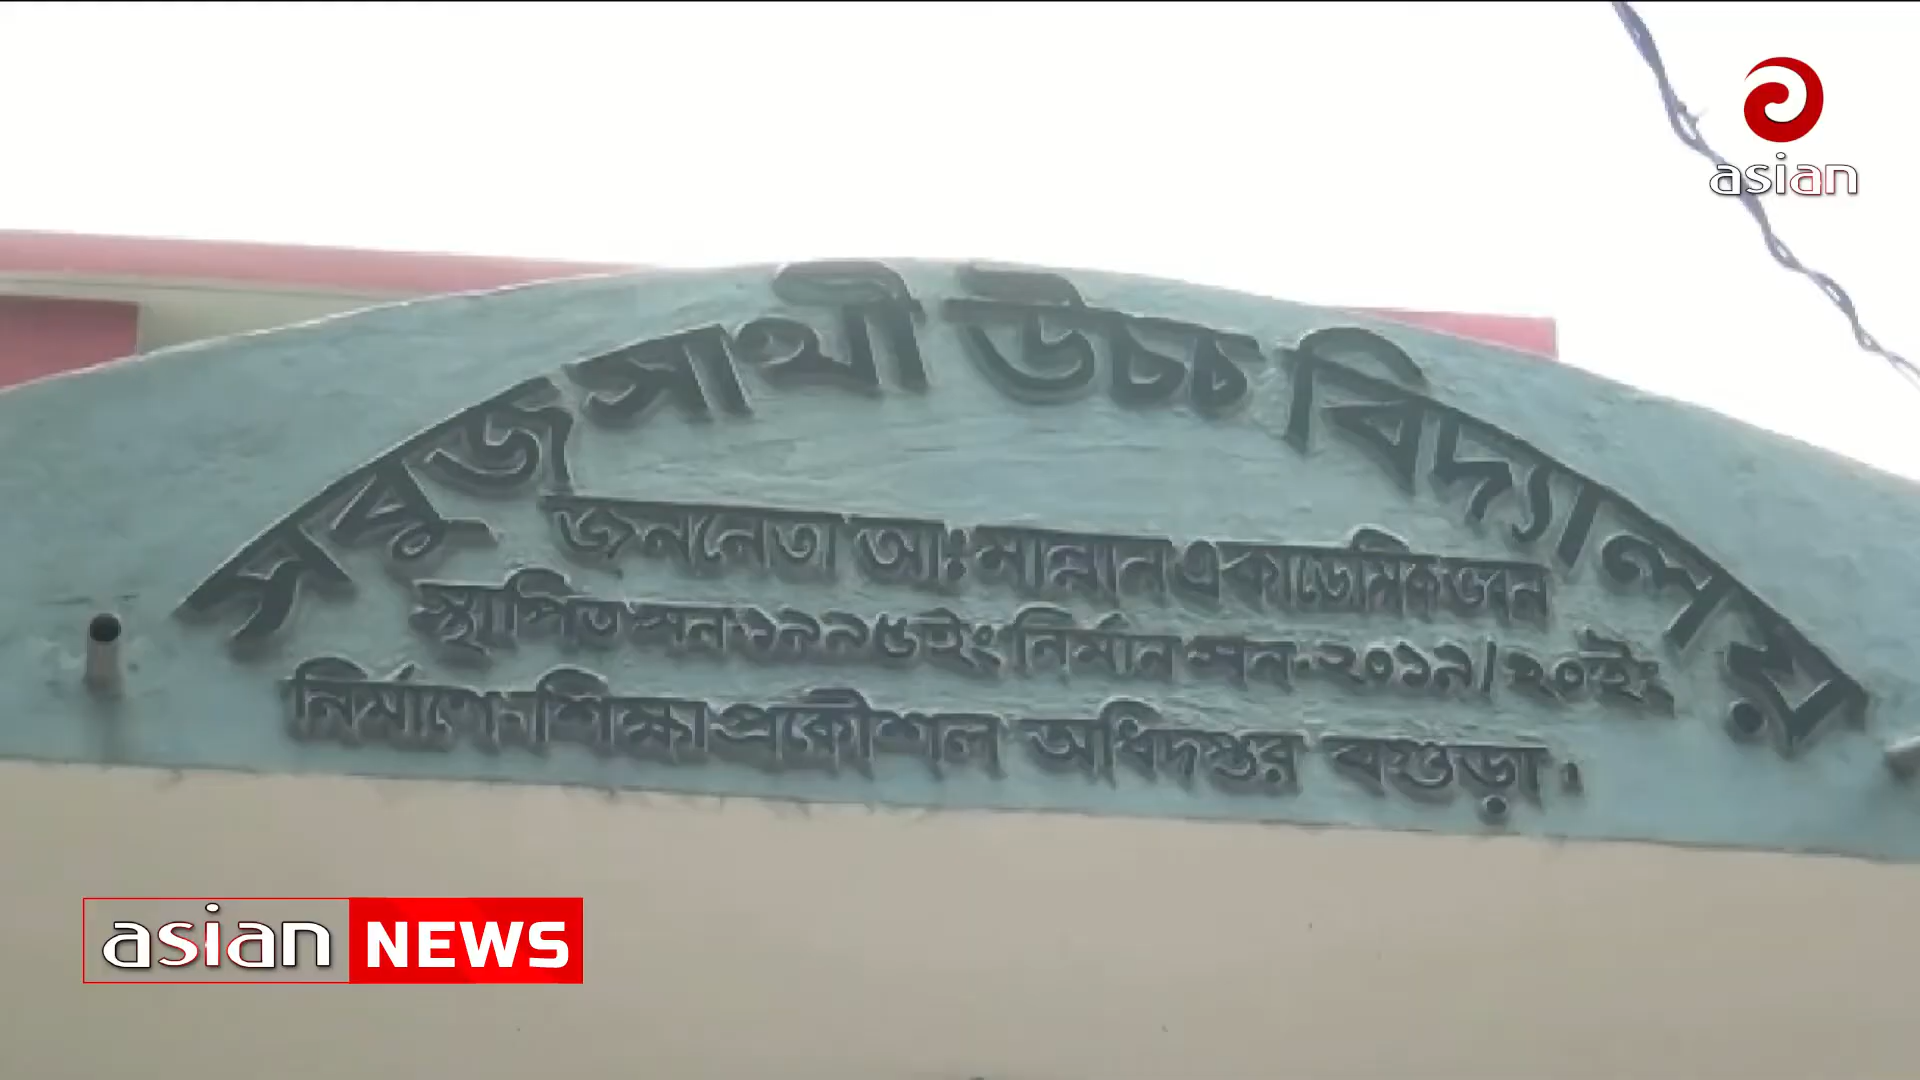 asian
সবুজ সাথী উচ্চ বিদ্যালয়
জননেতা আঃ মান্নান একাডেমিক ভবন
স্থাপিত সন-১৯৯৫ইং নির্মান সন-২০১৯/২০ইং
নির্মাণে: শিক্ষা প্রকৌশল অধিদপ্তর বগুড়া।
asian NEWS